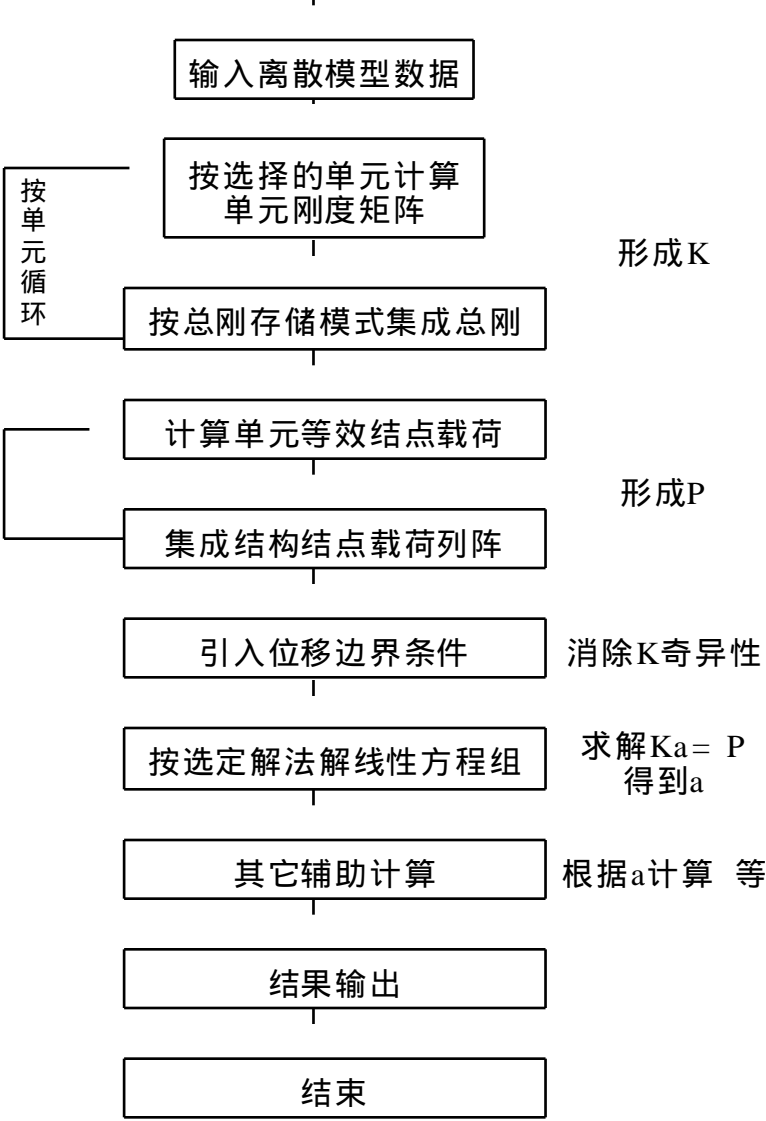 输入离散模型数据
按选择的单元计算
单元刚度矩阵
按单元循环
形成K
按总刚存储模式集成总刚
计算单元等效结点载荷
形成P
集成结构结点载荷列阵
引入位移边界条件
消除K奇异性
按选定解法解线性方程组
求解Ka= P
得到a
其它辅助计算
根据a计算 等
结果输出
结束